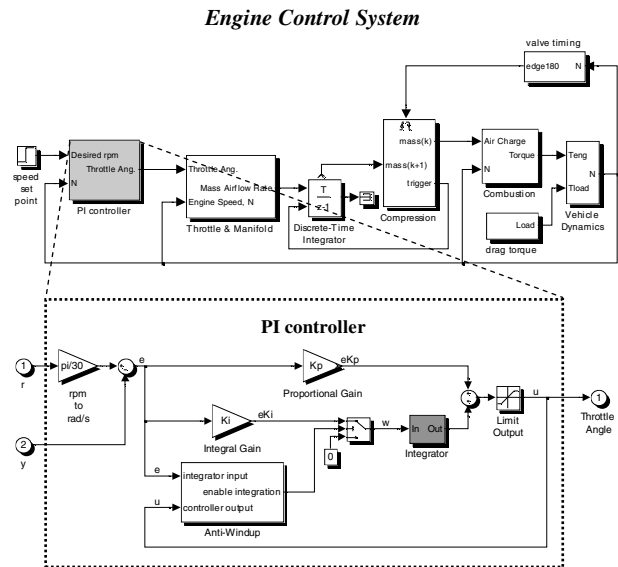 Engine Control System
valve timing
edge180 N
speed set point
Desired rpm
Throttle Ang.
N
PI controller
Throttle Ang.
Mass Airflow Rate
Engine Speed, N
Throttle & Manifold
T
z-1
Discrete-Time Integrator
mass(k)
mass(k+1)
trigger
Compression
Air Charge
Torque
N
Combustion
Load
drag torque
Teng
N
Tload
Vehicle Dynamics
PI controller
1
r
pi/30
rpm to rad/s
e
Kp
eKp
Proportional Gain
Ki
eKi
Integral Gain
0
w
In Out
Integrator
Limit Output
u
1
Throttle Angle
2
y
e
integrator input
enable integration
u
controller output
Anti-Windup